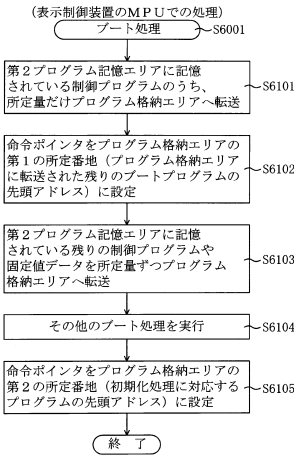 (表示制御装置のMPUでの処理)
ブート処理
S6001
第2プログラム記憶エリアに記憶
されている制御プログラムのうち、
所定量だけプログラム格納エリアへ転送
S6101
命令ポインタをプログラム格納エリアの
第1の所定番地(プログラム格納エリア
に転送された残りのブートプログラムの
先頭アドレス)に設定
S6102
第2プログラム記憶エリアに記憶
されている残りの制御プログラムや
固定値データを所定量ずつプログラム
格納エリアへ転送
S6103
その他のブート処理を実行
S6104
命令ポインタをプログラム格納エリアの
第2の所定番地(初期化処理に対応する
プログラムの先頭アドレス)に設定
S6105
終 了